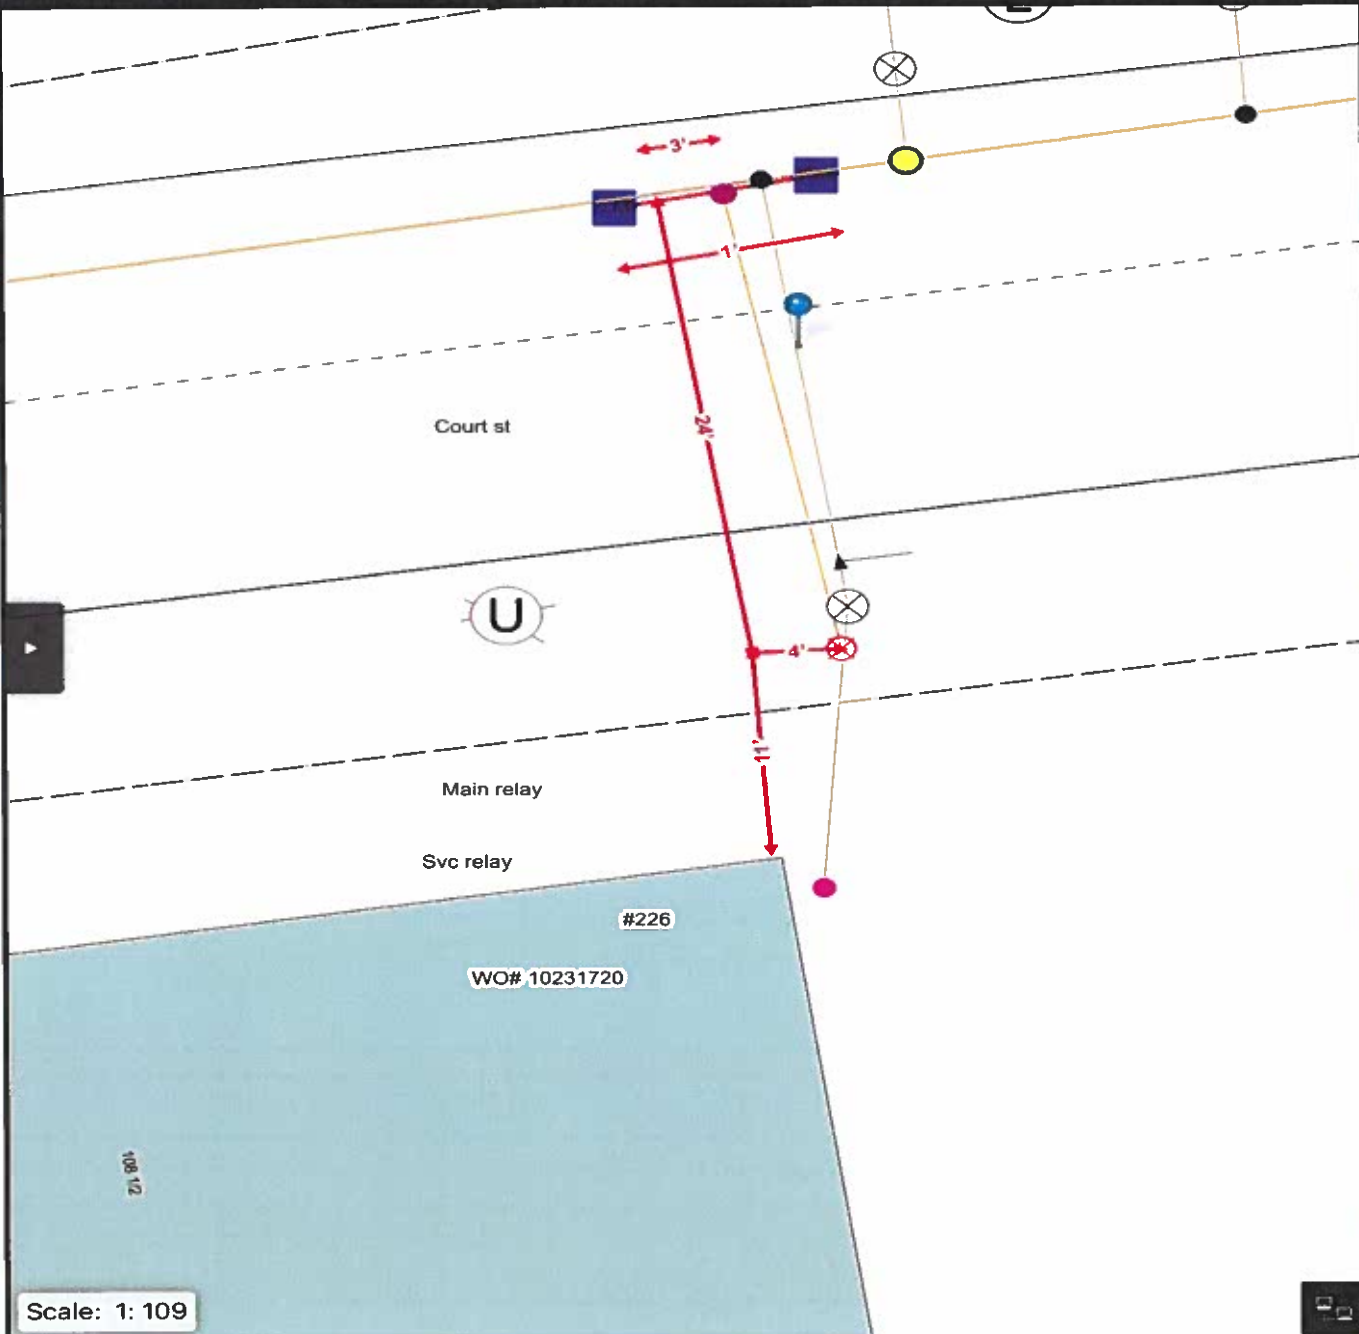 3'
1'
Court st
24'
U
4'
11'
Main relay
Svc relay
#226
WO# 10231720
108 1/2
Scale: 1: 109